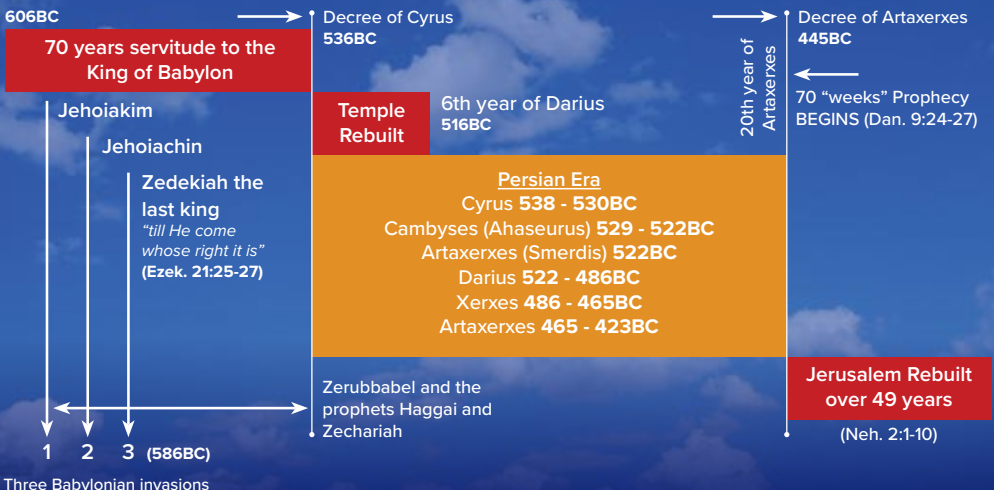 606BC
70 years servitude to the
King of Babylon
Jehoiakim
Jehoiachin
Zedekiah the
last king
“till He come
whose right it is”
(Ezek. 21:25-27)
1 2 3 (586BC)
Three Babylonian invasions
Decree of Cyrus
536BC
Temple
Rebuilt
6th year of Darius
516BC
Persian Era
Cyrus 538 - 530BC
Cambyses (Ahaseurus) 529 - 522BC
Artaxerxes (Smerdis) 522BC
Darius 522 - 486BC
Xerxes 486 - 465BC
Artaxerxes 465 - 423BC
Zerubbabel and the
prophets Haggai and
Zechariah
20th year of
Artaxerxes
Decree of Artaxerxes
445BC
70 “weeks” Prophecy
BEGINS (Dan. 9:24-27)
Jerusalem Rebuilt
over 49 years
(Neh. 2:1-10)